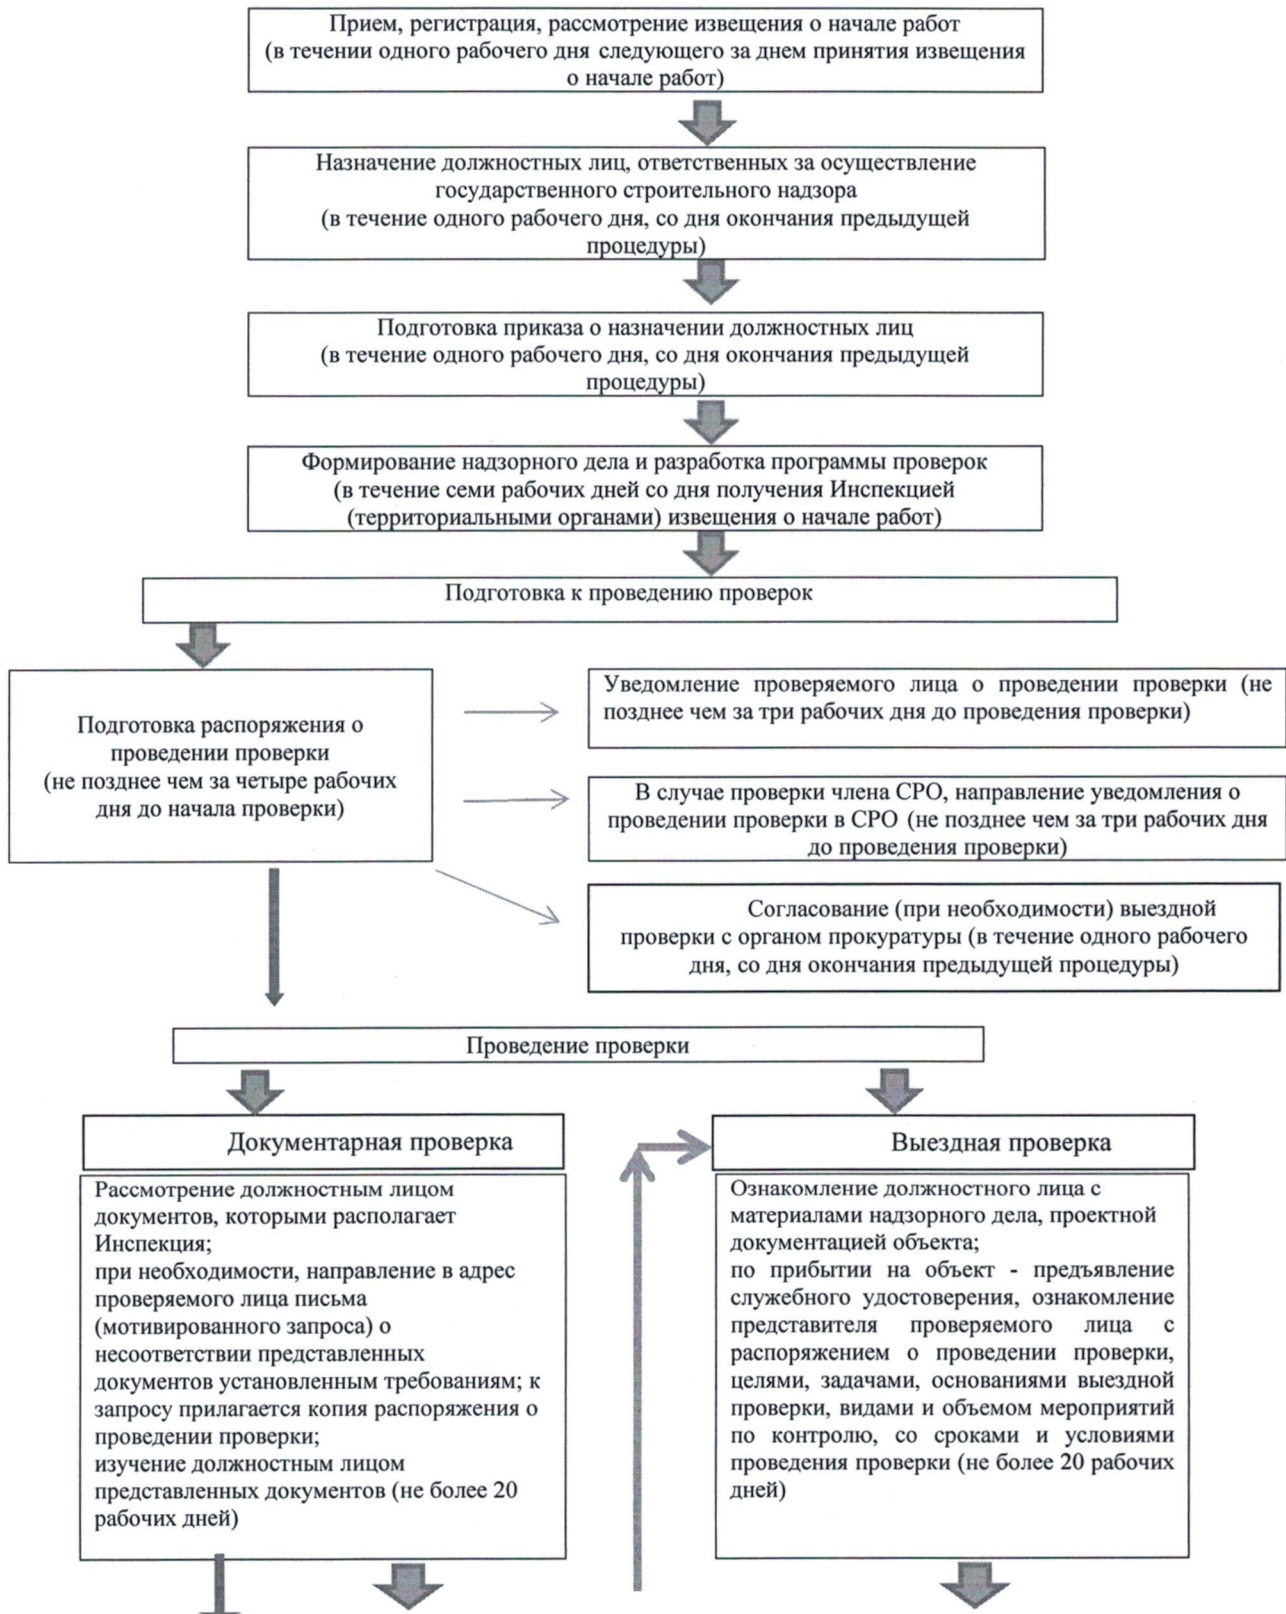 Прием, регистрация, рассмотрение извещения о начале работ
(в течении одного рабочего дня следующего за днем принятия извещения
о начале работ)
Назначение должностных лиц, ответственных за осуществление
государственного строительного надзора
(в течение одного рабочего дня, со дня окончания предыдущей
процедуры)
Подготовка приказа о назначении должностных лиц
(в течение одного рабочего дня, со дня окончания предыдущей
процедуры)
Формирование надзорного дела и разработка программы проверок
(в течение семи рабочих дней со дня получения Инспекцией
(территориальными органами) извещения о начале работ)
Подготовка к проведению проверок
Подготовка распоряжения о
проведении проверки
(не позднее чем за четыре рабочих
дня до начала проверки)
Уведомление проверяемого лица о проведении проверки (не
позднее чем за три рабочих дня до проведения проверки)
В случае проверки члена СРО, направление уведомления о
проведении проверки в СРО (не позднее чем за три рабочих дня
до проведения проверки)
Согласование (при необходимости) выездной
проверки с органом прокуратуры (в течение одного рабочего
дня, со дня окончания предыдущей процедуры)
Проведение проверки
Документарная проверка
Рассмотрение должностным лицом
документов, которыми располагает
Инспекция;
при необходимости, направление в адрес
проверяемого лица письма
(мотивированного запроса) о
несоответствии представленных
документов установленным требованиям; к
запросу прилагается копия распоряжения о
проведении проверки;
изучение должностным лицом
представленных документов (не более 20
рабочих дней)
Выездная проверка
Ознакомление должностного лица с
материалами надзорного дела, проектной
документацией объекта;
по прибытии на объект - предъявление
служебного удостоверения, ознакомление
представителя проверяемого лица с
распоряжением о проведении проверки,
целями, задачами, основаниями выездной
проверки, видами и объемом мероприятий
по контролю, со сроками и условиями
проведения проверки (не более 20 рабочих
дней)